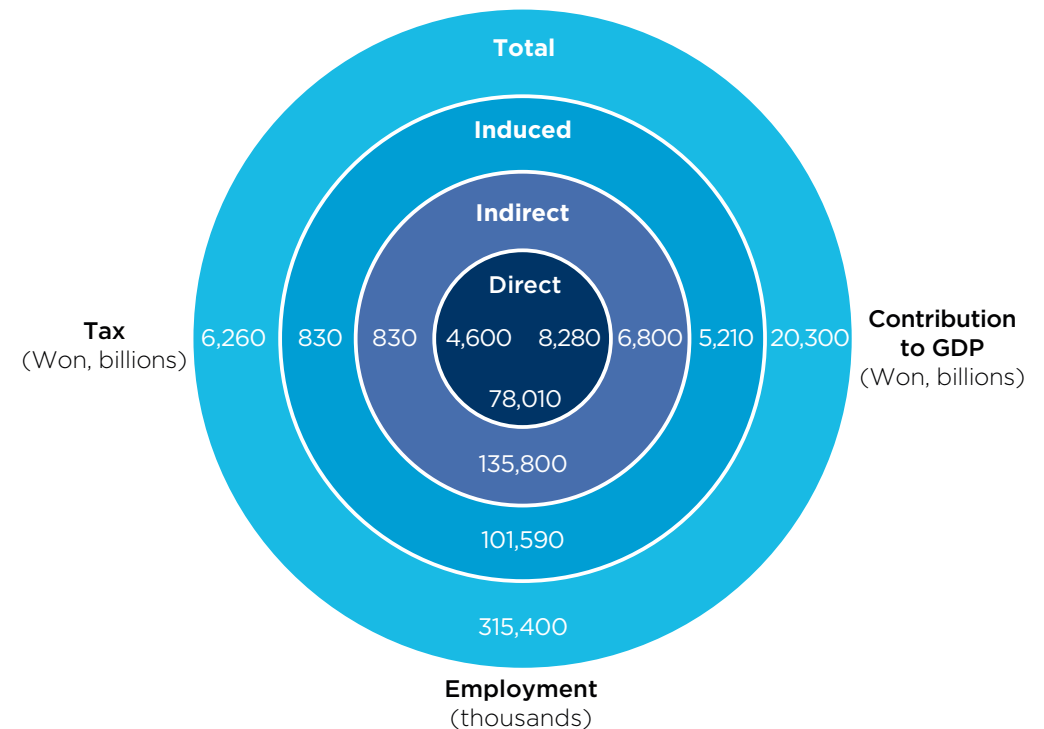 Total
Induced
Indirect
Direct
Tax
(Won, billions)
6,260 830 830 4,600 8,280 6,800 5,210 20,300
Contribution
to GDP
(Won, billions)
78,010
135,800
101,590
315,400
Employment
(thousands)